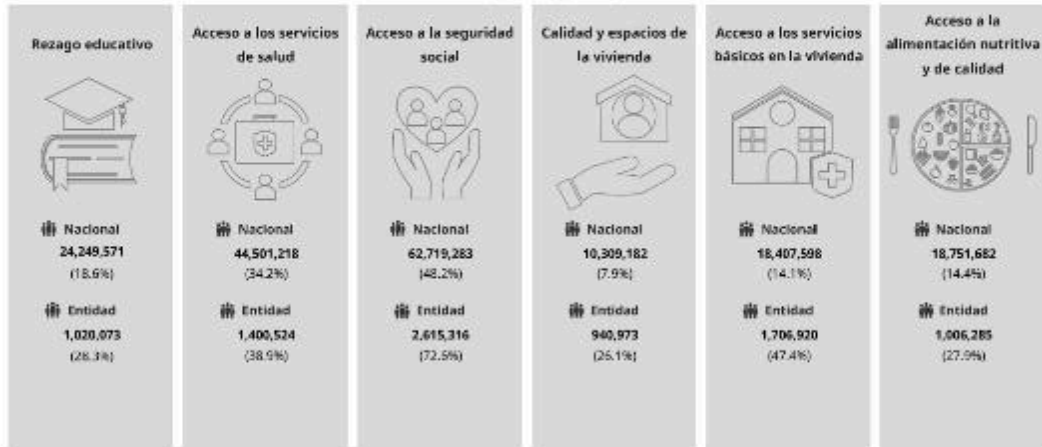 Rezago educativo
Nacional
24,249,571
(18.6%)
Entidad
1,020,073
(28.3%)
Acceso a los servicios
de salud
Nacional
44,501,218
(34.2%)
Entidad
1,400,524
(38.9%)
Acceso a la seguridad
social
Nacional
62,719,283
(48.2%)
Entidad
2,615,316
(72.6%)
Calidad y espacios de
la vivienda
Nacional
10,309,182
(7.9%)
Entidad
940,973
(26.1%)
Acceso a los servicios
básicos en la vivienda
Nacional
18,407,598
(14.1%)
Entidad
1,706,920
(47.4%)
Acceso a la
alimentación nutritiva
y de calidad
Nacional
18,751,682
(14.4%)
Entidad
1,006,285
(27.9%)